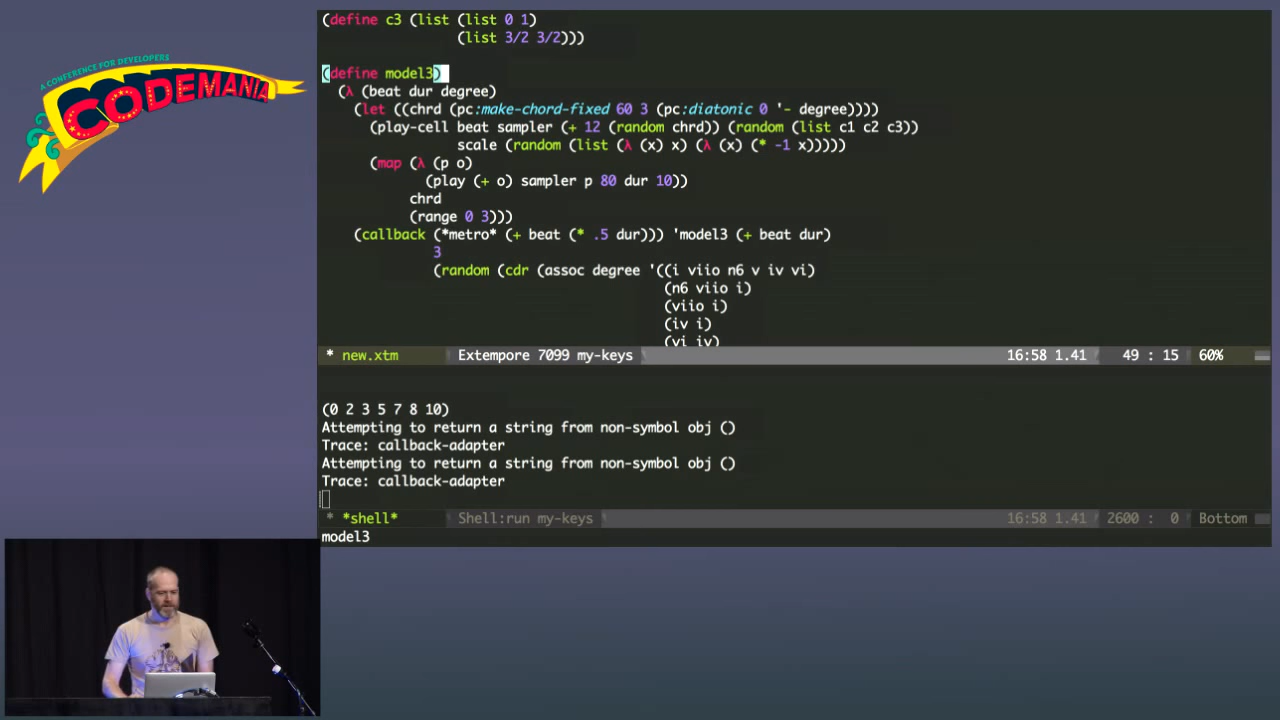 A CONFERENCE FOR DEVELOPERS
CODEMANIA
(define c3 (list (list 0 1)
(list 3/2 3/2)))
(define model3)
(λ (beat dur degree)
(let ((chrd (pc:make-chord-fixed 60 3 (pc:diatonic 0 '- degree))))
(play-cell beat sampler (+ 12 (random chrd)) (random (list c1 c2 c3))
scale (random (list (λ (x) x) (λ (x) (* -1 x)))))
(map (λ (p o)
(play (+ o) sampler p 80 dur 10))
chrd
(range 0 3)))
(callback (*metro* (+ beat (* .5 dur))) 'model3 (+ beat dur)
3
(random (cdr (assoc degree '((i viio n6 v iv vi)
(n6 viio i)
(viio i)
(iv i)
(vi iv)
* new.xtm Extempore 7099 my-keys 16:58 1.41 49 : 15 60%
(0 2 3 5 7 8 10)
Attempting to return a string from non-symbol obj ()
Trace: callback-adapter
Attempting to return a string from non-symbol obj ()
Trace: callback-adapter
* *shell* Shell:run my-keys 16:58 1.41 2600 : 0 Bottom
model3